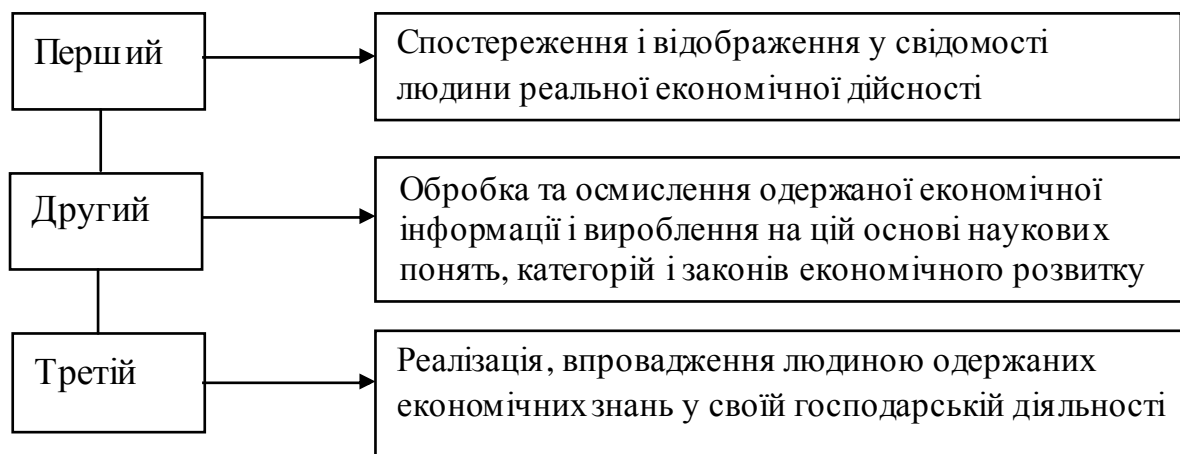 Перший
Спостереження і відображення у свідомості
людини реальної економічної дійсності
Другий
Обробка та осмислення одержаної економічної
інформації і вироблення на цій основі наукових
понять, категорій і законів економічного розвитку
Третій
Реалізація, впровадження людиною одержаних
економічних знань у своїй господарській діяльності